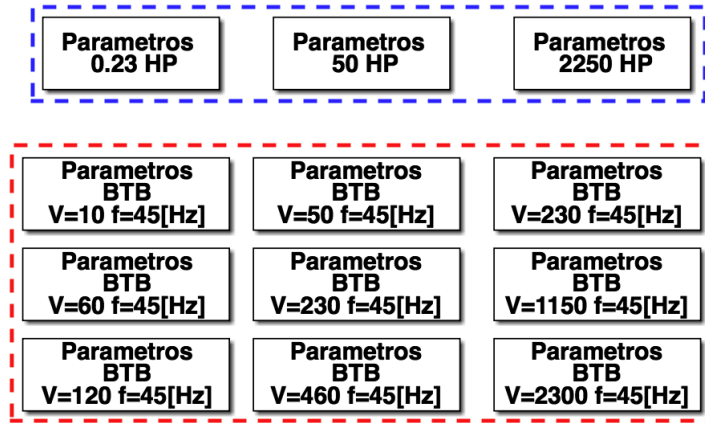 Parametros
0.23 HP
Parametros
50 HP
Parametros
2250 HP
Parametros
BTB
V=10 f=45[Hz]
Parametros
BTB
V=50 f=45[Hz]
Parametros
BTB
V=230 f=45[Hz]
Parametros
BTB
V=60 f=45[Hz]
Parametros
BTB
V=230 f=45[Hz]
Parametros
BTB
V=1150 f=45[Hz]
Parametros
BTB
V=120 f=45[Hz]
Parametros
BTB
V=460 f=45[Hz]
Parametros
BTB
V=2300 f=45[Hz]